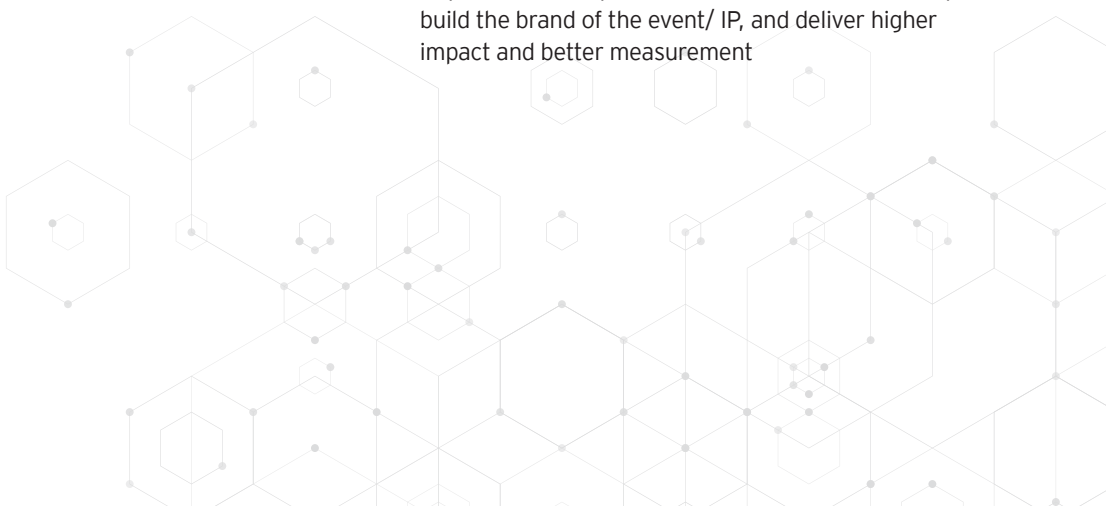 build the brand of the event/ IP, and deliver higher
impact and better measurement